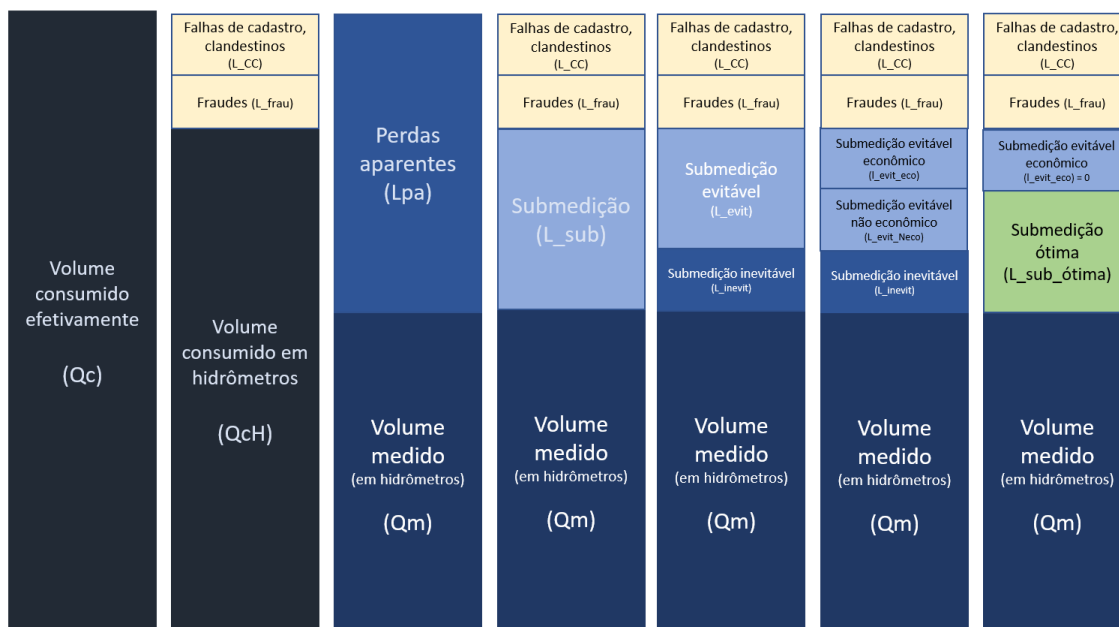 Volume
consumido
efetivamente
(Qc)
Falhas de cadastro,
clandestinos
(L_CC)
Fraudes (L_frau)
Volume
consumido em
hidrômetros
(QcH)
Perdas
aparentes
(Lpa)
Volume
medido
(em hidrômetros)
(Qm)
Falhas de cadastro,
clandestinos
(L_CC)
Fraudes (L_frau)
Submedição
(L_sub)
Volume
medido
(em hidrômetros)
(Qm)
Falhas de cadastro,
clandestinos
(L_CC)
Fraudes (L_frau)
Submedição
evitável
(L_evit)
Submedição inevitável
(L_inevit)
Volume
medido
(em hidrômetros)
(Qm)
Falhas de cadastro,
clandestinos
(L_CC)
Fraudes (L_frau)
Submedição evitável
econômico
(l_evit_eco)
Submedição evitável
não econômico
(L_evit_Neco)
Submedição inevitável
(L_inevit)
Volume
medido
(em hidrômetros)
(Qm)
Falhas de cadastro,
clandestinos
(L_CC)
Fraudes (L_frau)
Submedição evitável
econômico
(l_evit_eco) = 0
Submedição
ótima
(L_sub_ótima)
Volume
medido
(em hidrômetros)
(Qm)